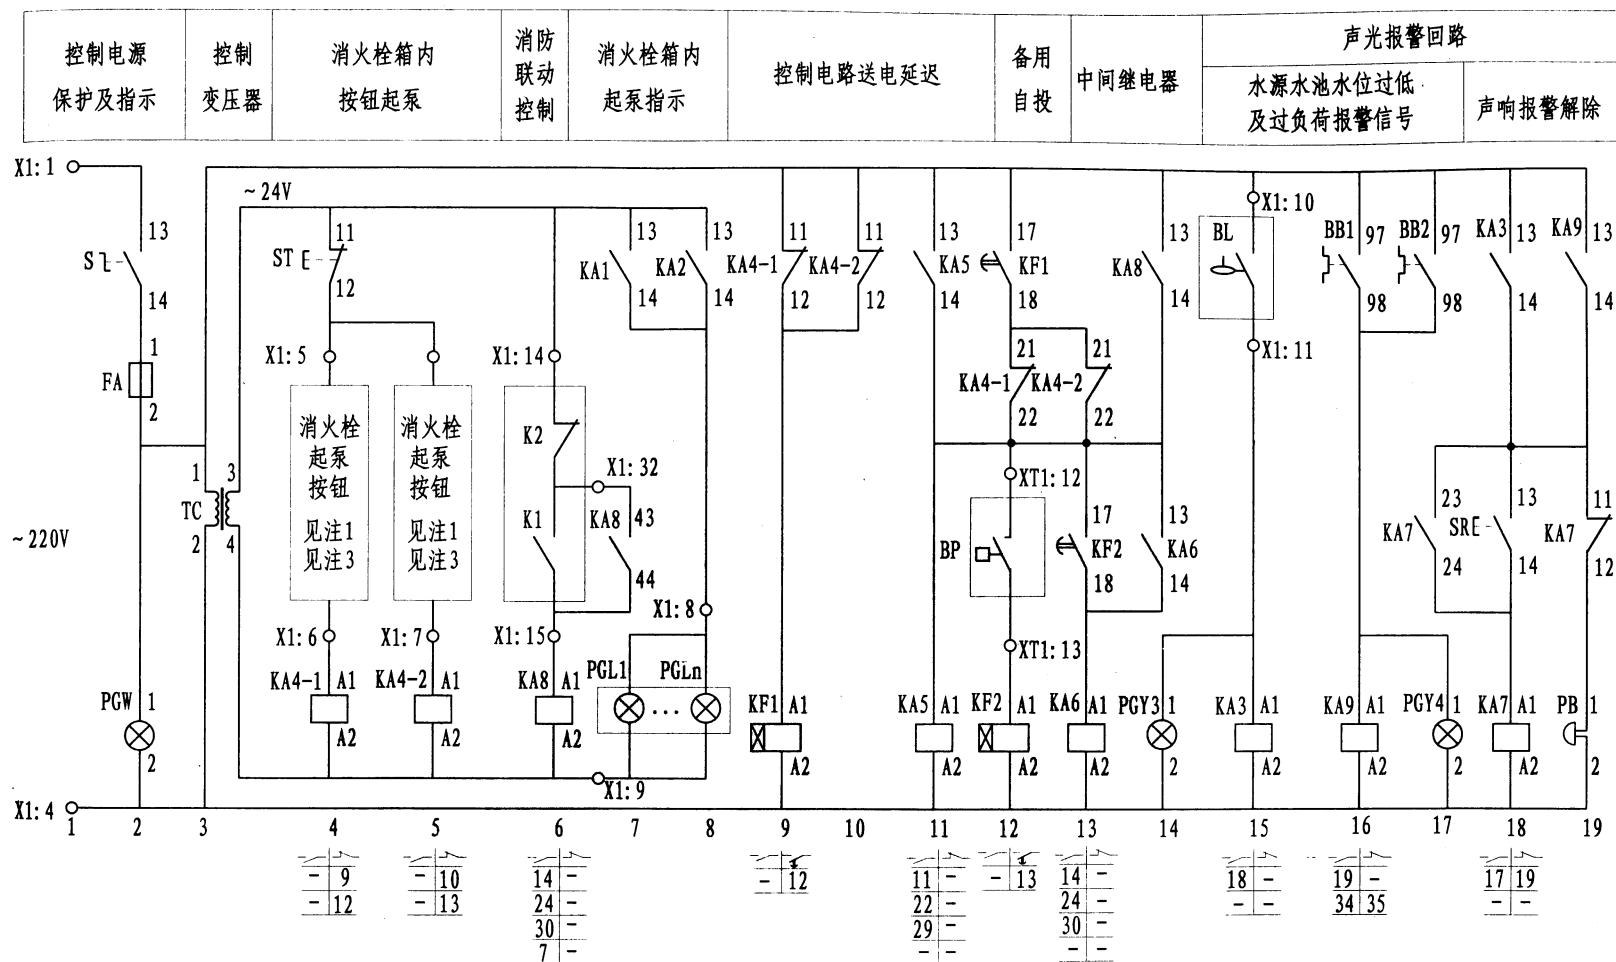 控制电源
保护及指示
控制
变压器
消火栓箱内
按钮起泵
消防
联动
控制
消火栓箱内
起泵指示
控制电路送电延迟
备用
自投
中间继电器
声光报警回路
水源水池水位过低
及过负荷报警信号
声响报警解除
X1:1
~24V
13 11 13 13 11 11 13 17 13 X1:10 97 97 13 13
S ST KA1 KA2 KA4-1 KA4-2 KA5 KF1 KA8 BL BB1 BB2 KA3 KA9
14 12 14 14 12 12 14 18 14 98 98 14 14
1 X1:5 X1:14 21 21 X1:11
FA KA4-1 KA4-2
2 22 22
消火栓
起泵
按钮
见注1
见注3
消火栓
起泵
按钮
见注1
见注3
K2
X1:32
XT1:12
1 3
TC
2 4
~220V
K1 KA8 43
44
BP
17 13
KF2 KA6
18 14
23 13 11
KA7 SRE KA7
24 14 12
X1:6 X1:7 X1:15 X1:8 XT1:13
PGW 1 KA4-1 A1 KA4-2 A1 KA8 A1 PGL1 PGLn KF1 A1 KA5 A1 KF2 A1 KA6 A1 PGY3 1 KA3 A1 KA9 A1 PGY4 1 KA7 A1 PB 1
...
2 A2 A2 A2 A2 A2 A2 A2 2 A2 A2 2 A2 2
X1:9
X1:4
1 2 3 4 5 6 7 8 9 10 11 12 13 14 15 16 17 18 19
- 9 - 10 14 - - 12 11 - - 13 14 - 18 - 19 - 17 19
- 12 - 13 24 - 22 - 24 - - - 34 35 - -
30 - 29 - 30 -
7 - - - - -